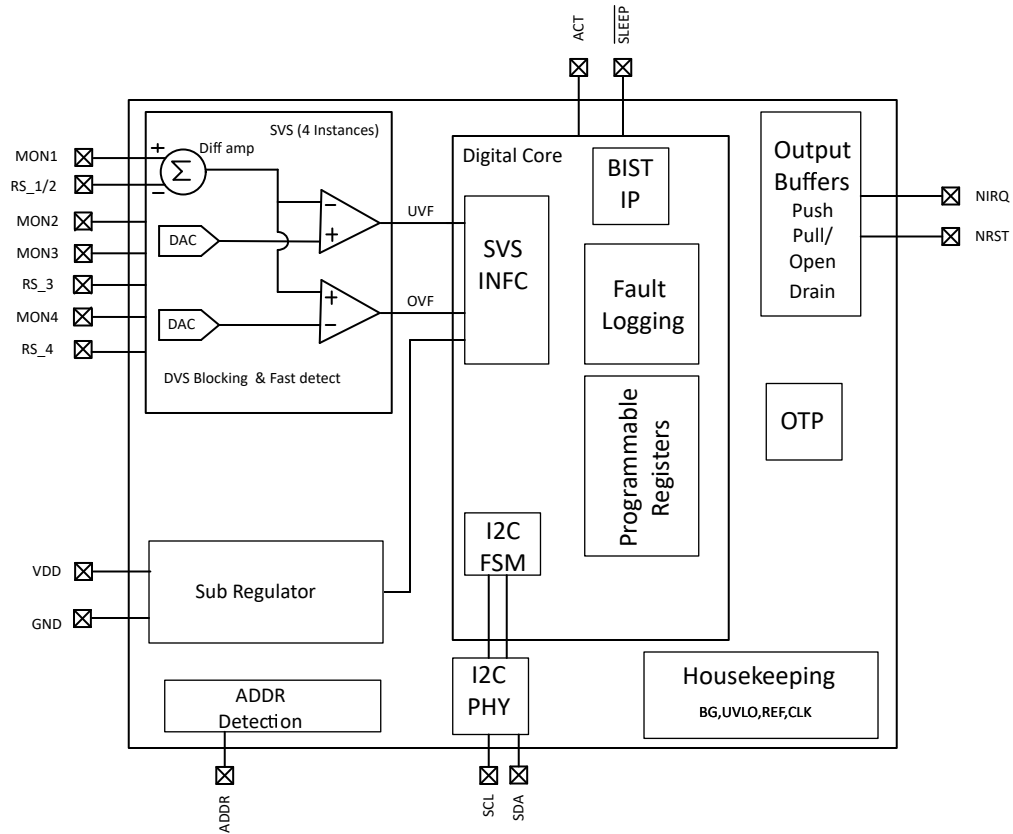 ACT
SLEEP
SVS (4 Instances)
Diff amp
+
−
Σ
MON1
RS_1/2
MON2
MON3
RS_3
MON4
RS_4
DAC
−
+
UVF
DAC
+
−
OVF
DVS Blocking & Fast detect
Digital Core
BIST
IP
SVS
INFC
Fault
Logging
Programmable
Registers
I2C
FSM
Output
Buffers
Push
Pull/
Open
Drain
NIRQ
NRST
OTP
VDD
GND
Sub Regulator
ADDR
Detection
I2C
PHY
Housekeeping
BG,UVLO,REF,CLK
ADDR
SCL
SDA